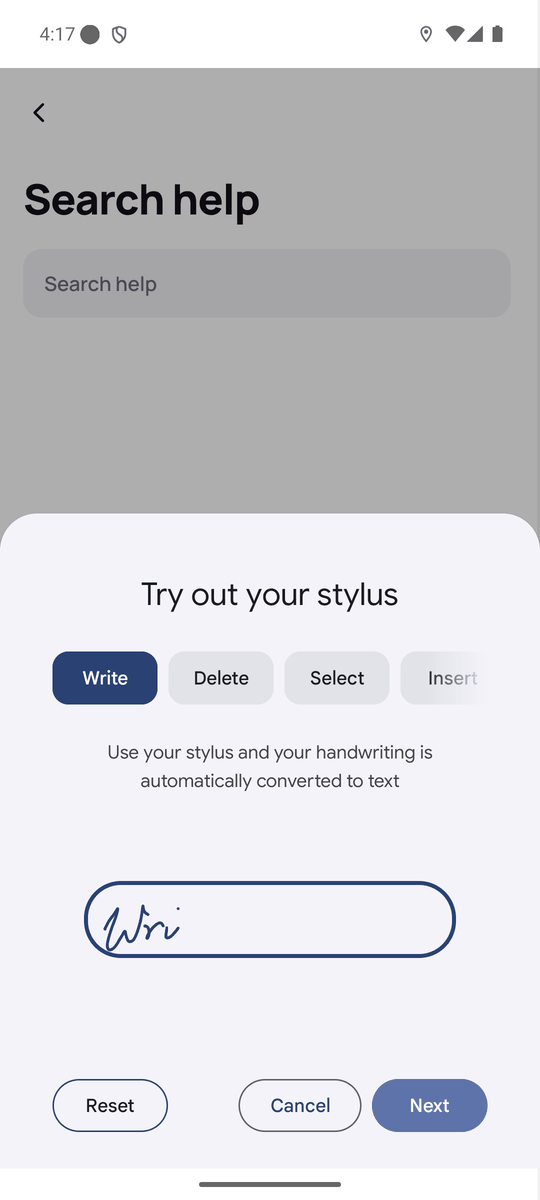 4:17
Search help
Search help
Try out your stylus
Write Delete Select Insert
Use your stylus and your handwriting is
automatically converted to text
Wri
Reset Cancel Next